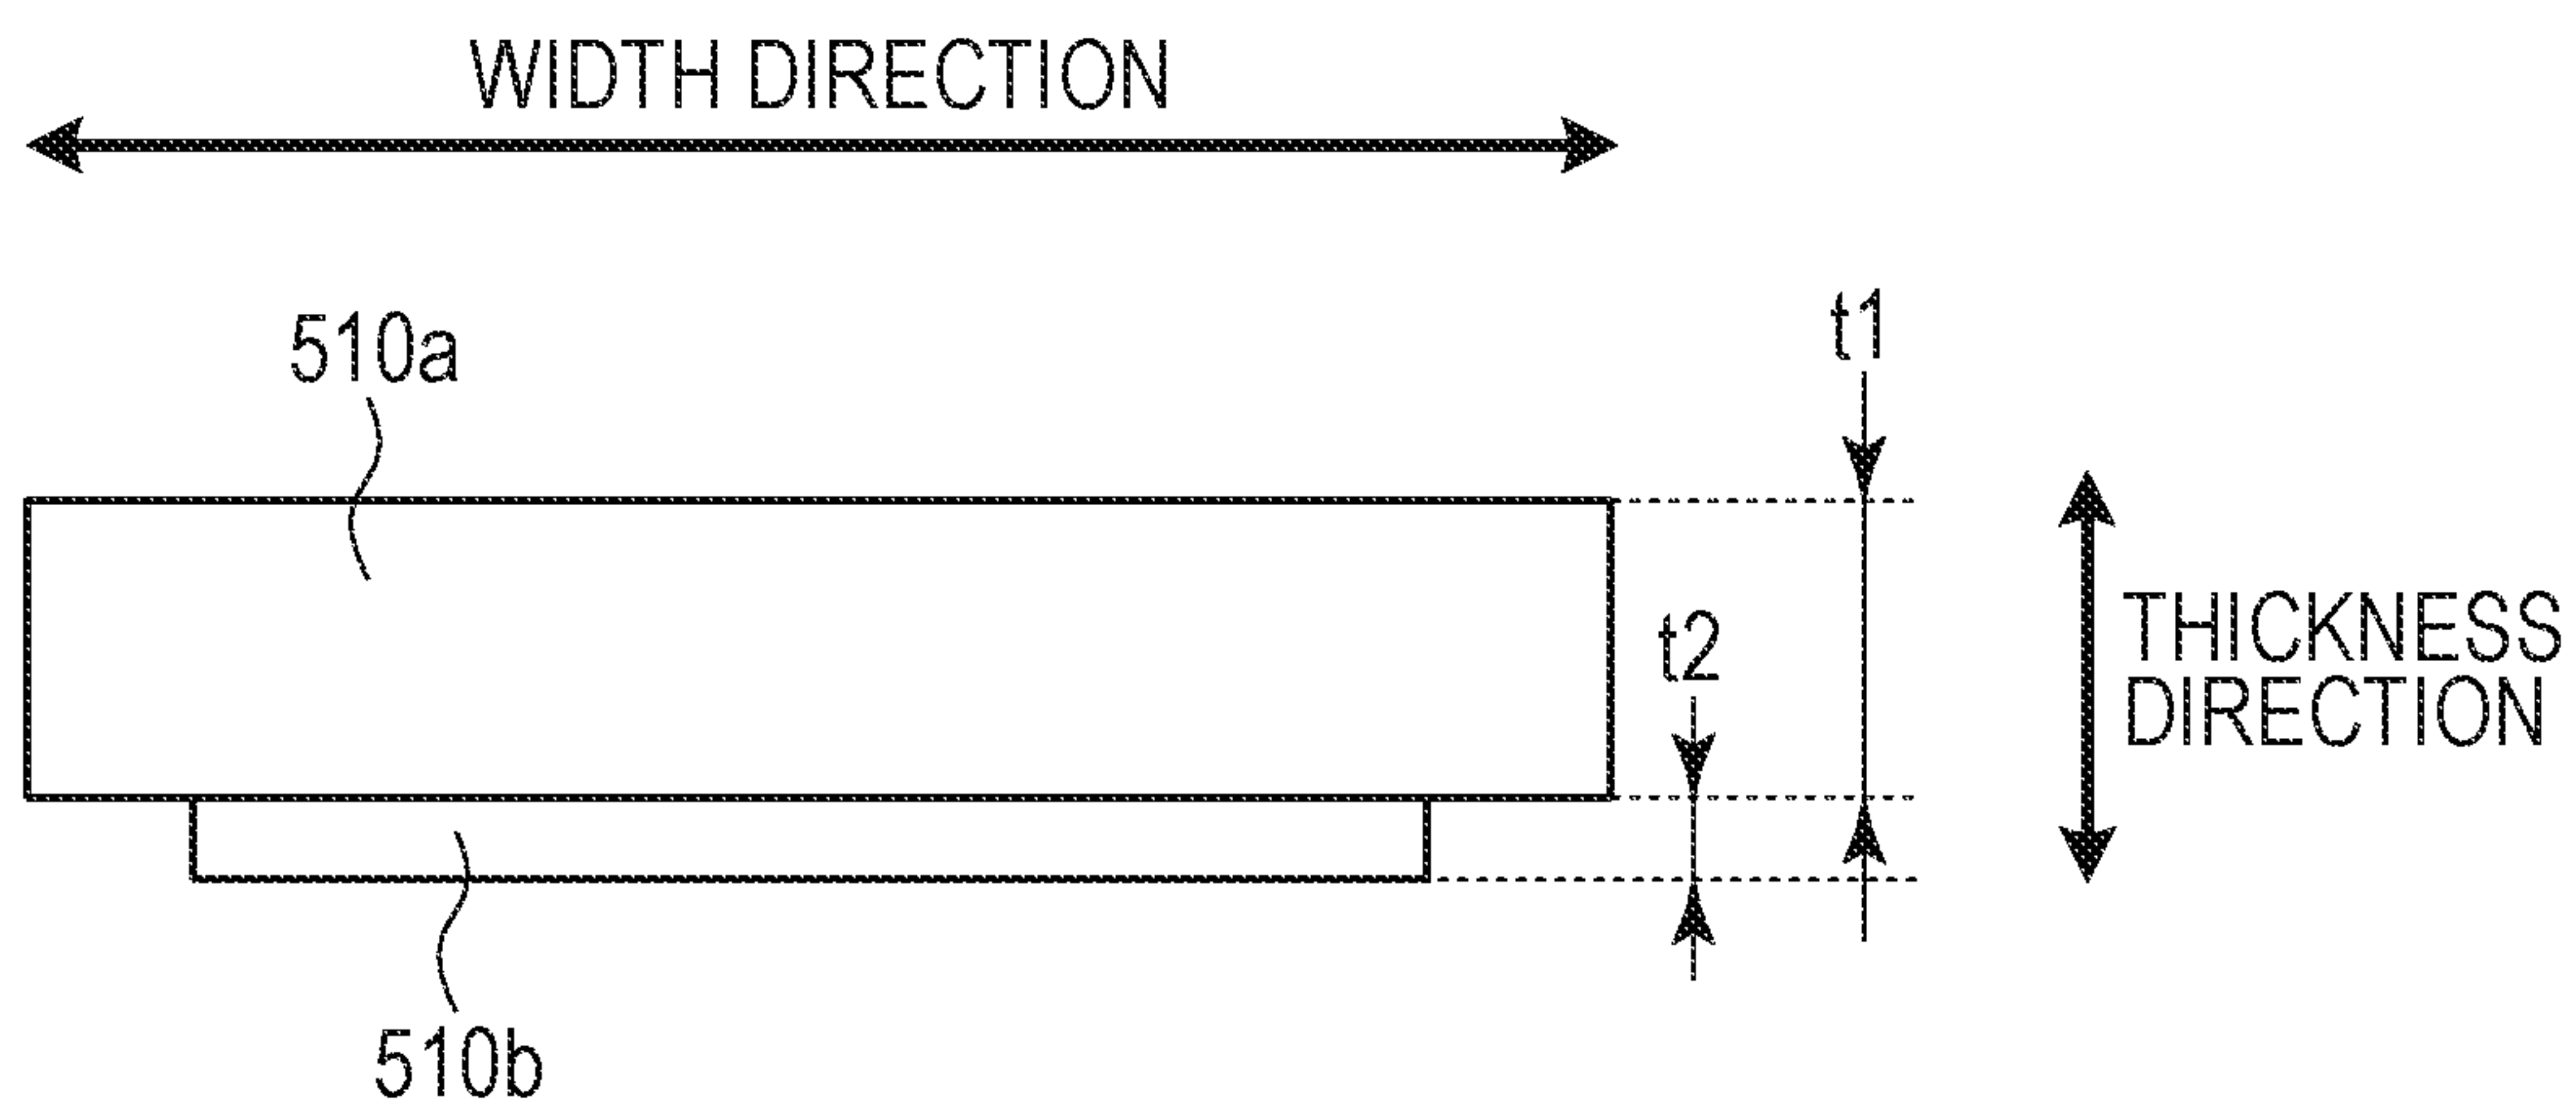 WIDTH DIRECTION
t1
510a
t2
THICKNESS
DIRECTION
510b